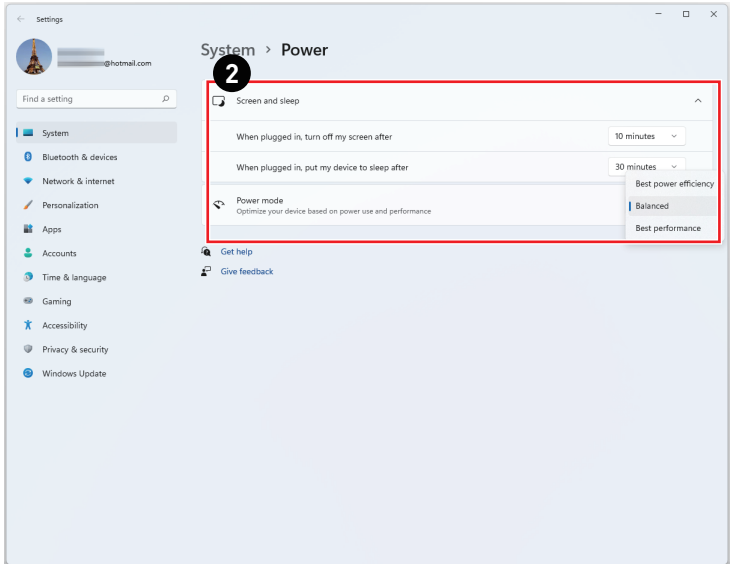 Settings
@hotmail.com
System > Power
2
Find a setting
Screen and sleep
System
When plugged in, turn off my screen after
10 minutes
Bluetooth & devices
When plugged in, put my device to sleep after
30 minutes
Network & internet
Best power efficiency
Power mode
Optimize your device based on power use and performance
Balanced
Personalization
Best performance
Apps
Accounts
Get help
Give feedback
Time & language
Gaming
Accessibility
Privacy & security
Windows Update